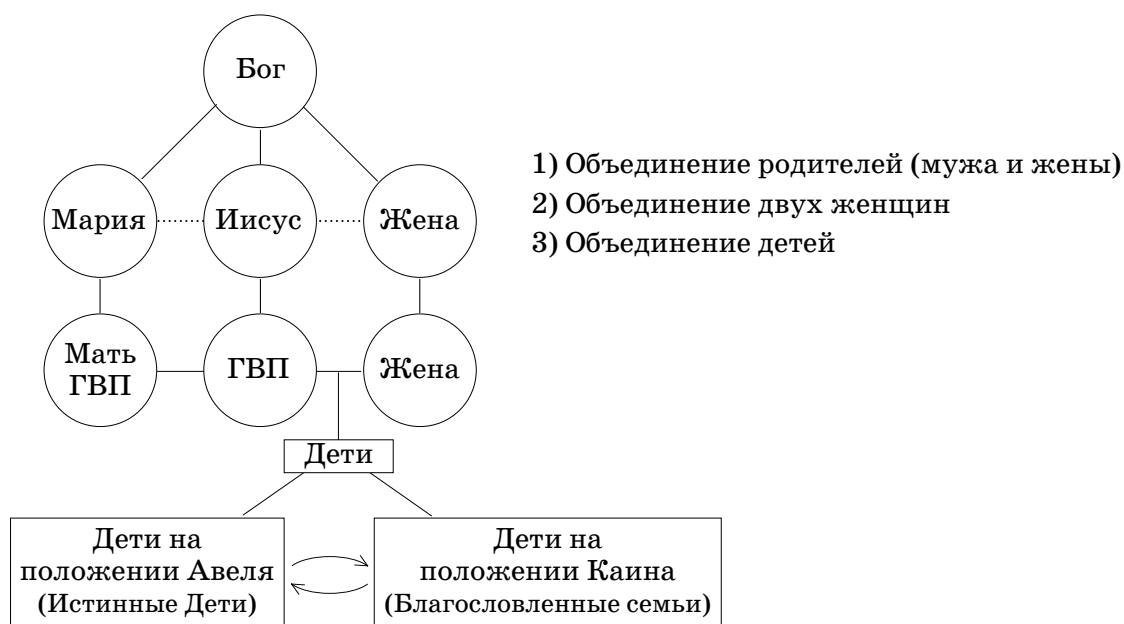 Бог
Мария
Иисус
Жена
1) Объединение родителей (мужа и жены)
2) Объединение двух женщин
3) Объединение детей
Мать
ГВП
ГВП
Жена
Дети
Дети на
положении Авеля
(Истинные Дети)
Дети на
положении Каина
(Благословленные семьи)